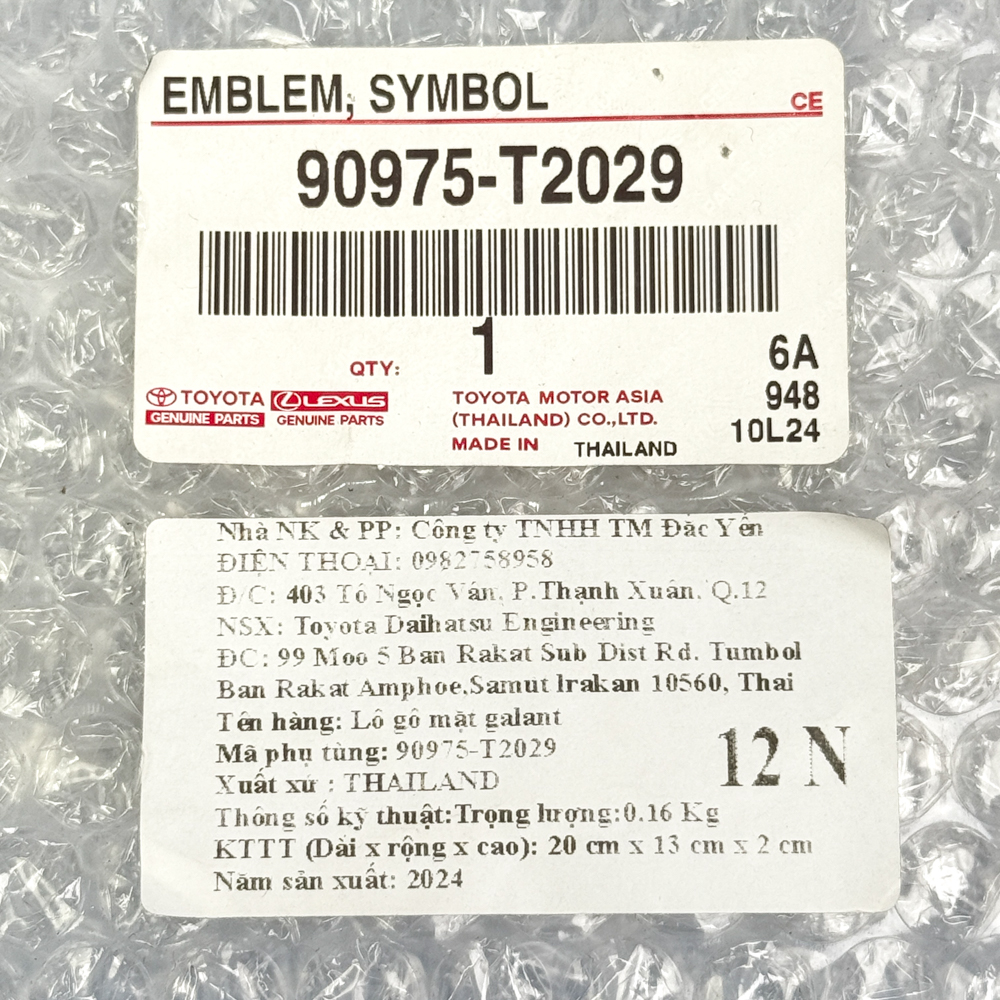 EMBLEM, SYMBOL
CE
90975-T2029
QTY: 1
6A
948
10L24
TOYOTA
GENUINE PARTS
LEXUS
GENUINE PARTS
TOYOTA MOTOR ASIA
(THAILAND) CO.,LTD.
MADE IN THAILAND
Nhà NK & PP: Công ty TNHH TM Đắc Yên
ĐIỆN THOẠI: 0982758958
Đ/C: 403 Tô Ngọc Vân, P.Thạnh Xuân, Q.12
NSX: Toyota Daihatsu Engineering
ĐC: 99 Moo 5 Ban Rakat Sub Dist Rd. Tumbol
Ban Rakat Amphoe,Samut Irakan 10560, Thai
Tên hàng: Lô gô mặt galant
Mã phụ tùng: 90975-T2029
12 N
Xuất xứ : THAILAND
Thông số kỹ thuật:Trọng lượng:0.16 Kg
KTTT (Dài x rộng x cao): 20 cm x 13 cm x 2 cm
Năm sản xuất: 2024